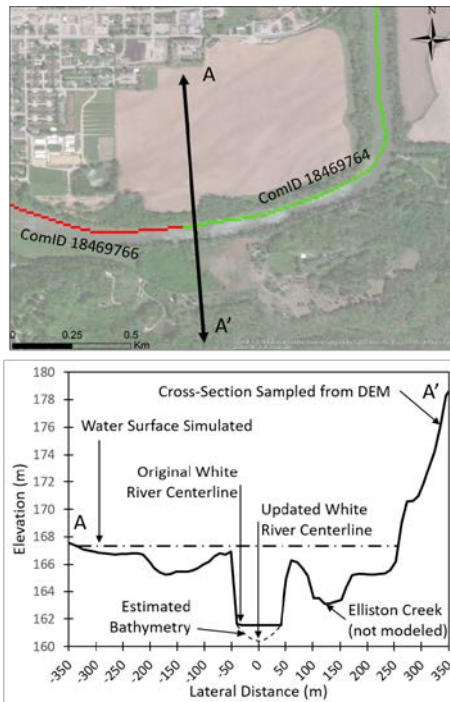 N
A
ComID 18469764
ComID 18469766
A'
0 0.25 0.5
Km
180
178
176
174
172
170
168
166
164
162
160
Elevation (m)
Cross-Section Sampled from DEM
A'
Water Surface Simulated
Original White
River Centerline
A
Updated White
River Centerline
Estimated
Bathymetry
Elliston Creek
(not modeled)
-350 -300 -250 -200 -150 -100 -50 0 50 100 150 200 250 300 350
Lateral Distance (m)